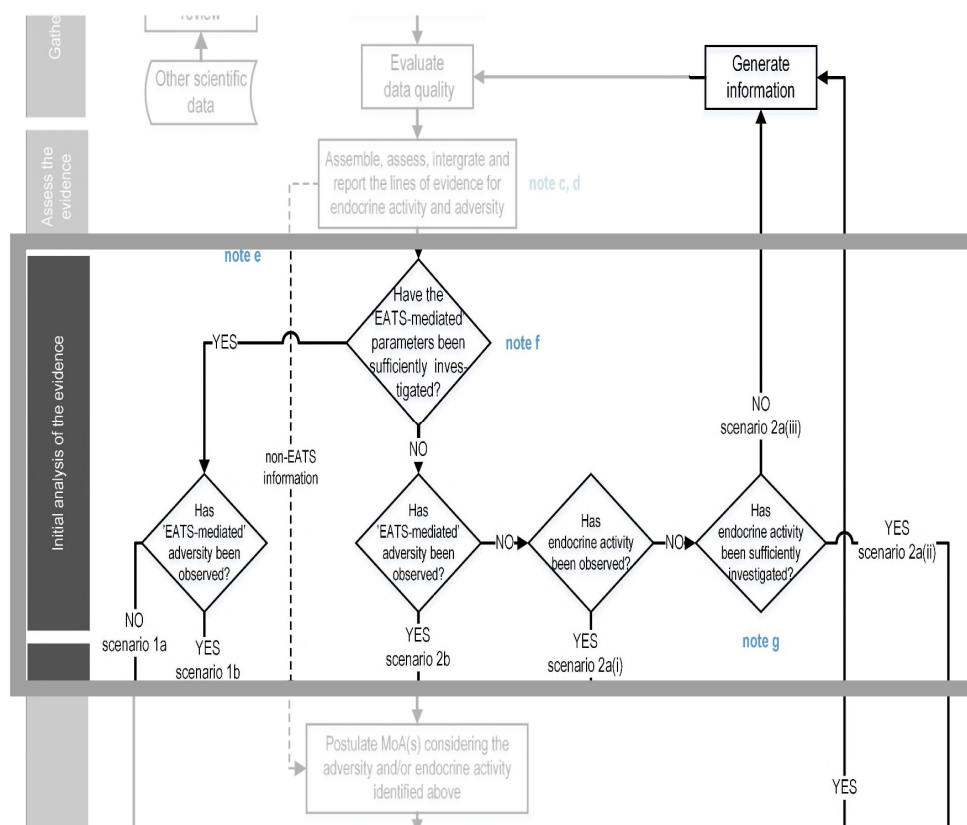 Gathe
review
Other scientific
data
Evaluate
data quality
Generate
information
Assess the
evidence
Assemble, assess, intergrate and
report the lines of evidence for
endocrine activity and adversity
note c, d
note e
Initial analysis of the evidence
Have the
'EATS-mediated'
parameters been
sufficiently inves-
tigated?
note f
YES
NO
non-EATS
information
NO
scenario 2a(iii)
Has
'EATS-mediated'
adversity been
observed?
Has
'EATS-mediated'
adversity been
observed?
NO
Has
endocrine activity
been observed?
NO
Has
endocrine activity
been sufficiently
investigated?
YES
scenario 2a(ii)
NO
scenario 1a
YES
scenario 1b
YES
scenario 2b
YES
scenario 2a(i)
note g
Postulate MoA(s) considering the
adversity and/or endocrine activity
identified above
YES